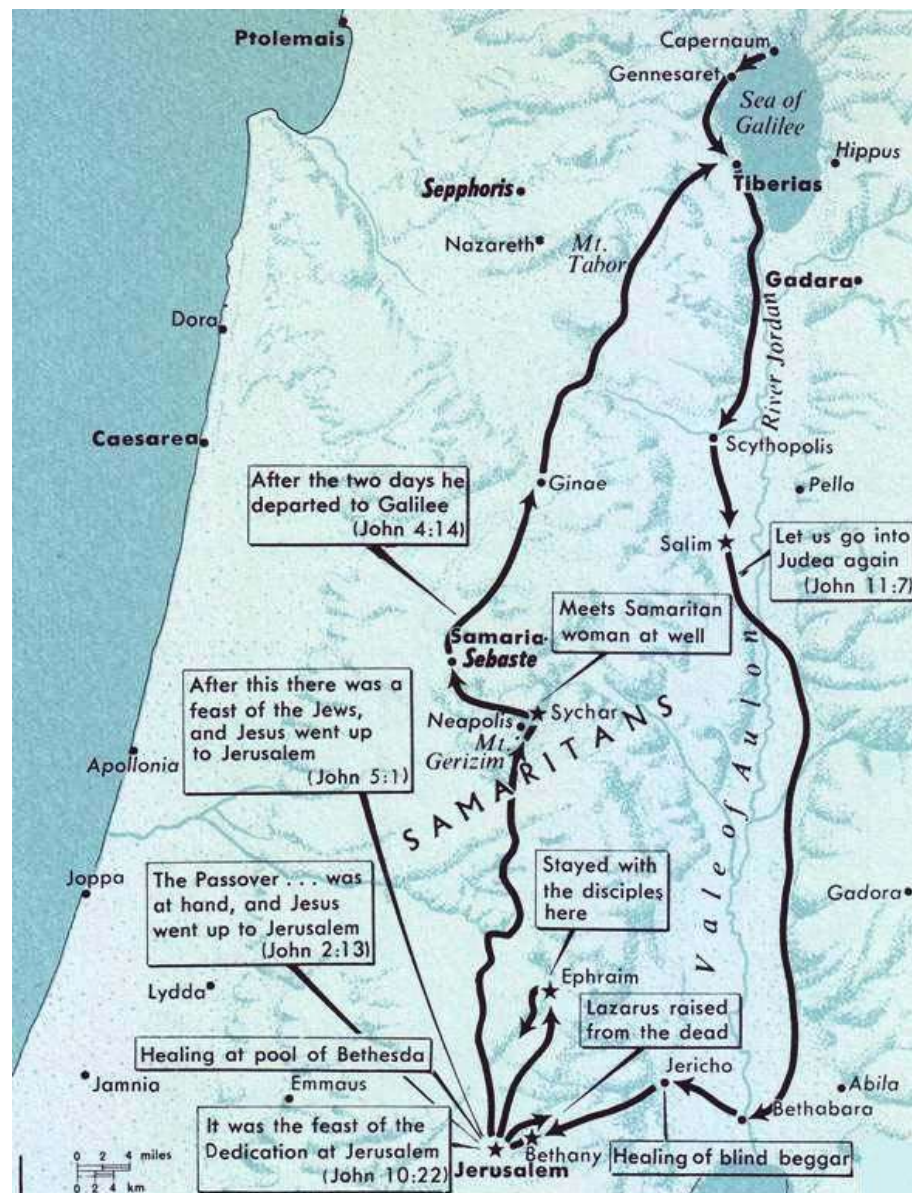 Ptolemais
Capernaum
Gennesaret
Sea of
Galilee
Hippus
Sepphoris
Tiberias
Nazareth
Mt.
Tabor
Gadara
Dora
River Jordan
Caesarea
Scythopolis
After the two days he
departed to Galilee
(John 4:14)
Ginae
Pella
Salim
Let us go into
Judea again
(John 11:7)
Meets Samaritan
woman at well
Samaria-
Sebaste
After this there was a
feast of the Jews,
and Jesus went up
to Jerusalem
(John 5:1)
Sychar
Neapolis
Mt.
Gerizim
Apollonia
SAMARITANS
Vale of Aulon
Stayed with
the disciples
here
Joppa
The Passover . . . was
at hand, and Jesus
went up to Jerusalem
(John 2:13)
Gadora
Ephraim
Lydda
Lazarus raised
from the dead
Healing at pool of Bethesda
Jericho
Jamnia
Emmaus
Abila
Bethabara
It was the feast of the
Dedication at Jerusalem
(John 10:22)
Jerusalem
Bethany
Healing of blind beggar
0 2 4 miles
0 2 4 km